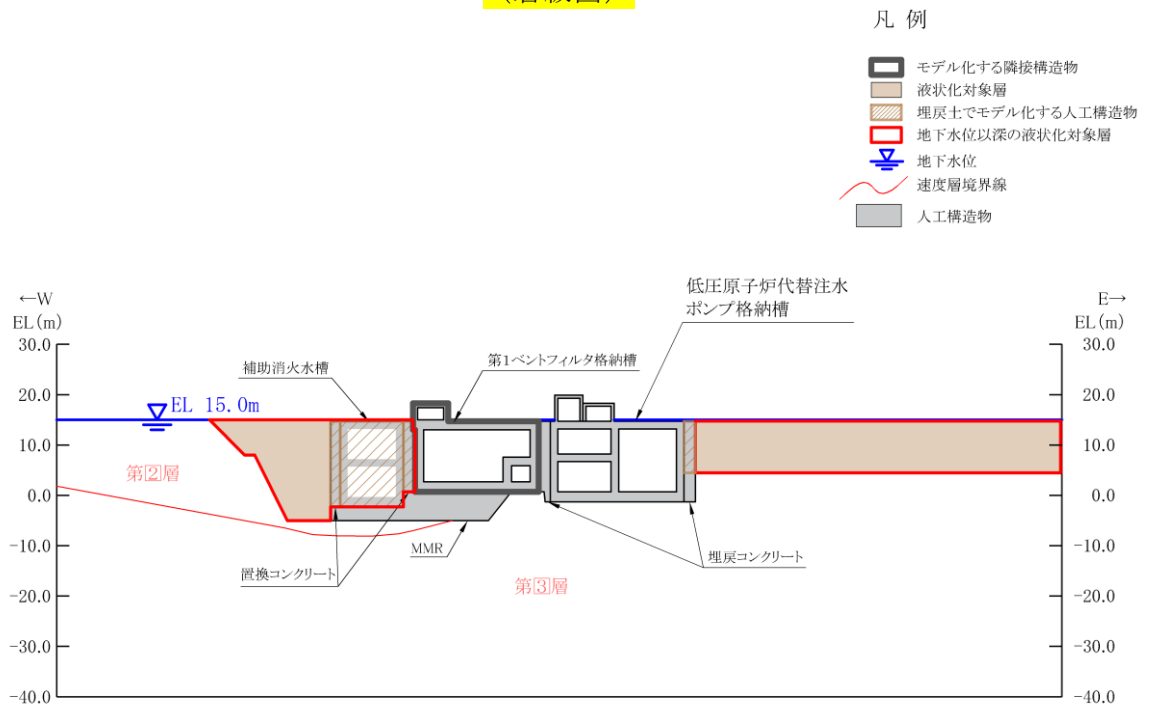 凡 例
モデル化する隣接構造物
液状化対象層
埋戻土でモデル化する人工構造物
地下水位以深の液状化対象層
地下水位
速度層境界線
人工構造物
←W
EL(m)
E→
EL(m)
低圧原子炉代替注水
ポンプ格納槽
第1ベントフィルタ格納槽
補助消火水槽
EL 15.0m
第2層
第3層
置換コンクリート
MMR
埋戻コンクリート
30.0
20.0
10.0
0.0
-10.0
-20.0
-30.0
-40.0
30.0
20.0
10.0
0.0
-10.0
-20.0
-30.0
-40.0